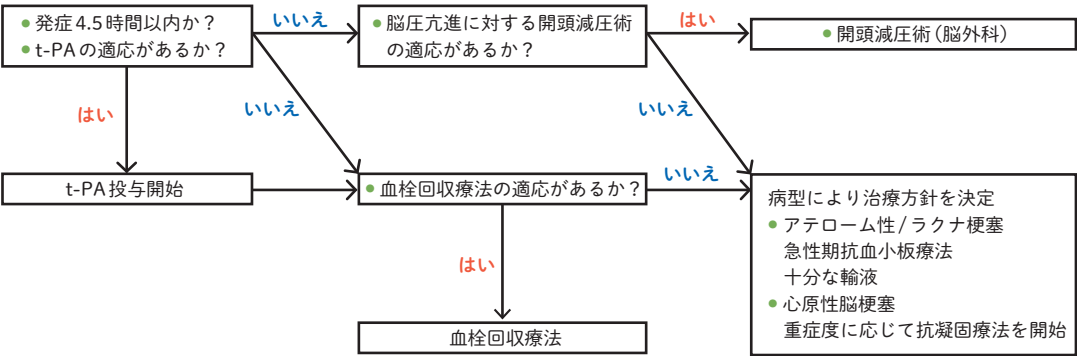 ● 発症4.5時間以内か？
● t-PAの適応があるか？
いいえ
● 脳圧亢進に対する開頭減圧術
の適応があるか？
はい
● 開頭減圧術（脳外科）
はい
いいえ
いいえ
t-PA投与開始
● 血栓回収療法の適応があるか？
いいえ
病型により治療方針を決定
● アテローム性/ラクナ梗塞
急性期抗血小板療法
十分な輸液
● 心原性脳梗塞
重症度に応じて抗凝固療法を開始
はい
血栓回収療法